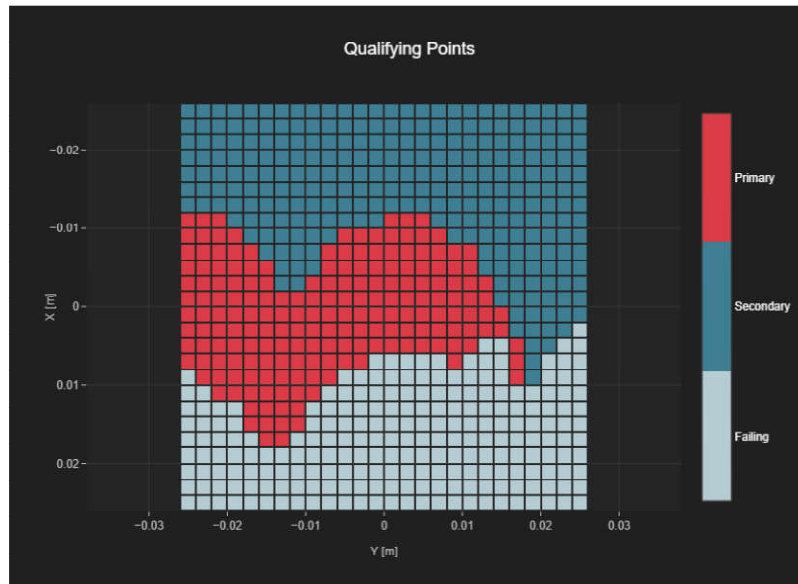 Qualifying Points
−0.02
−0.01
0
0.01
0.02
X [m]
−0.03
−0.02
−0.01
0
0.01
0.02
0.03
Y [m]
Primary
Secondary
Failing